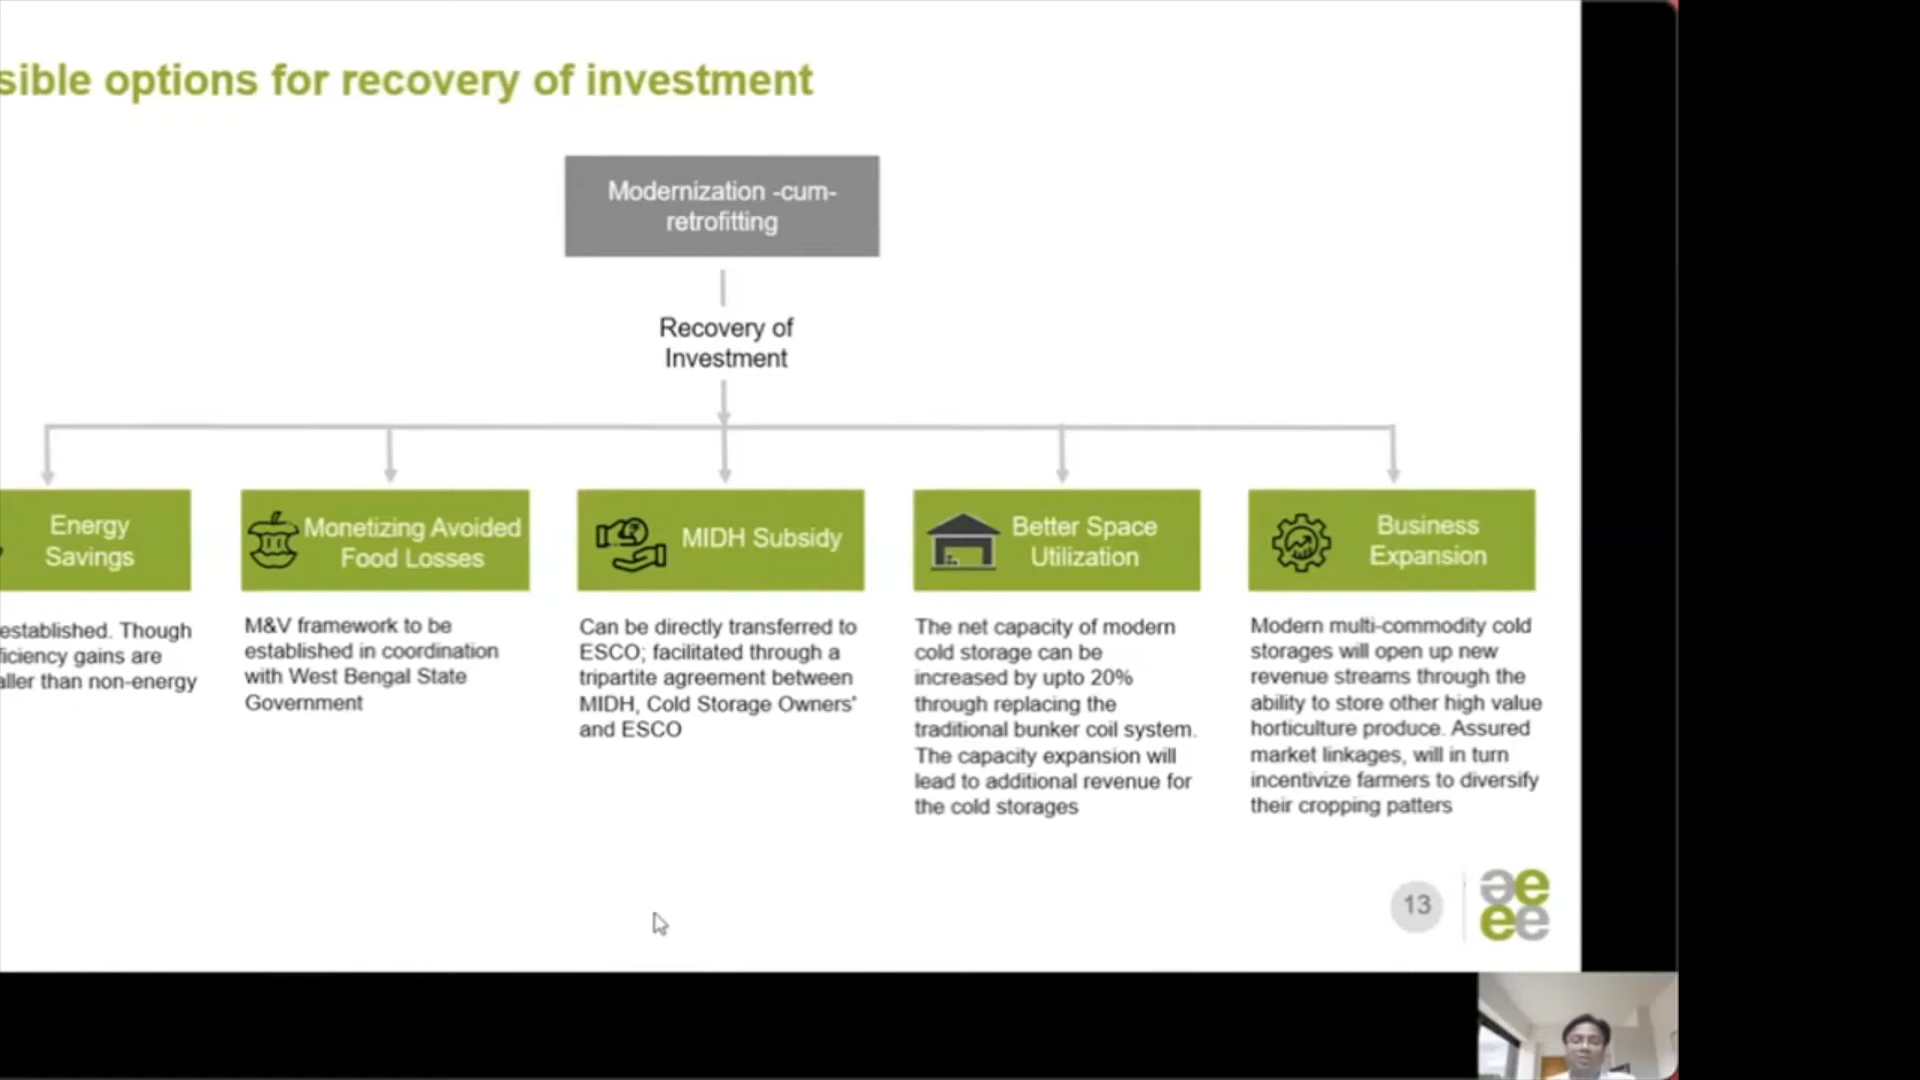 sible options for recovery of investment
Modernization -cum-
retrofitting
Recovery of
Investment
Energy
Savings
established. Though
ficiency gains are
aller than non-energy
Monetizing Avoided
Food Losses
M&V framework to be
established in coordination
with West Bengal State
Government
MIDH Subsidy
Can be directly transferred to
ESCO; facilitated through a
tripartite agreement between
MIDH, Cold Storage Owners'
and ESCO
Better Space
Utilization
The net capacity of modern
cold storage can be
increased by upto 20%
through replacing the
traditional bunker coil system.
The capacity expansion will
lead to additional revenue for
the cold storages
Business
Expansion
Modern multi-commodity cold
storages will open up new
revenue streams through the
ability to store other high value
horticulture produce. Assured
market linkages, will in turn
incentivize farmers to diversify
their cropping patters
13
aeee